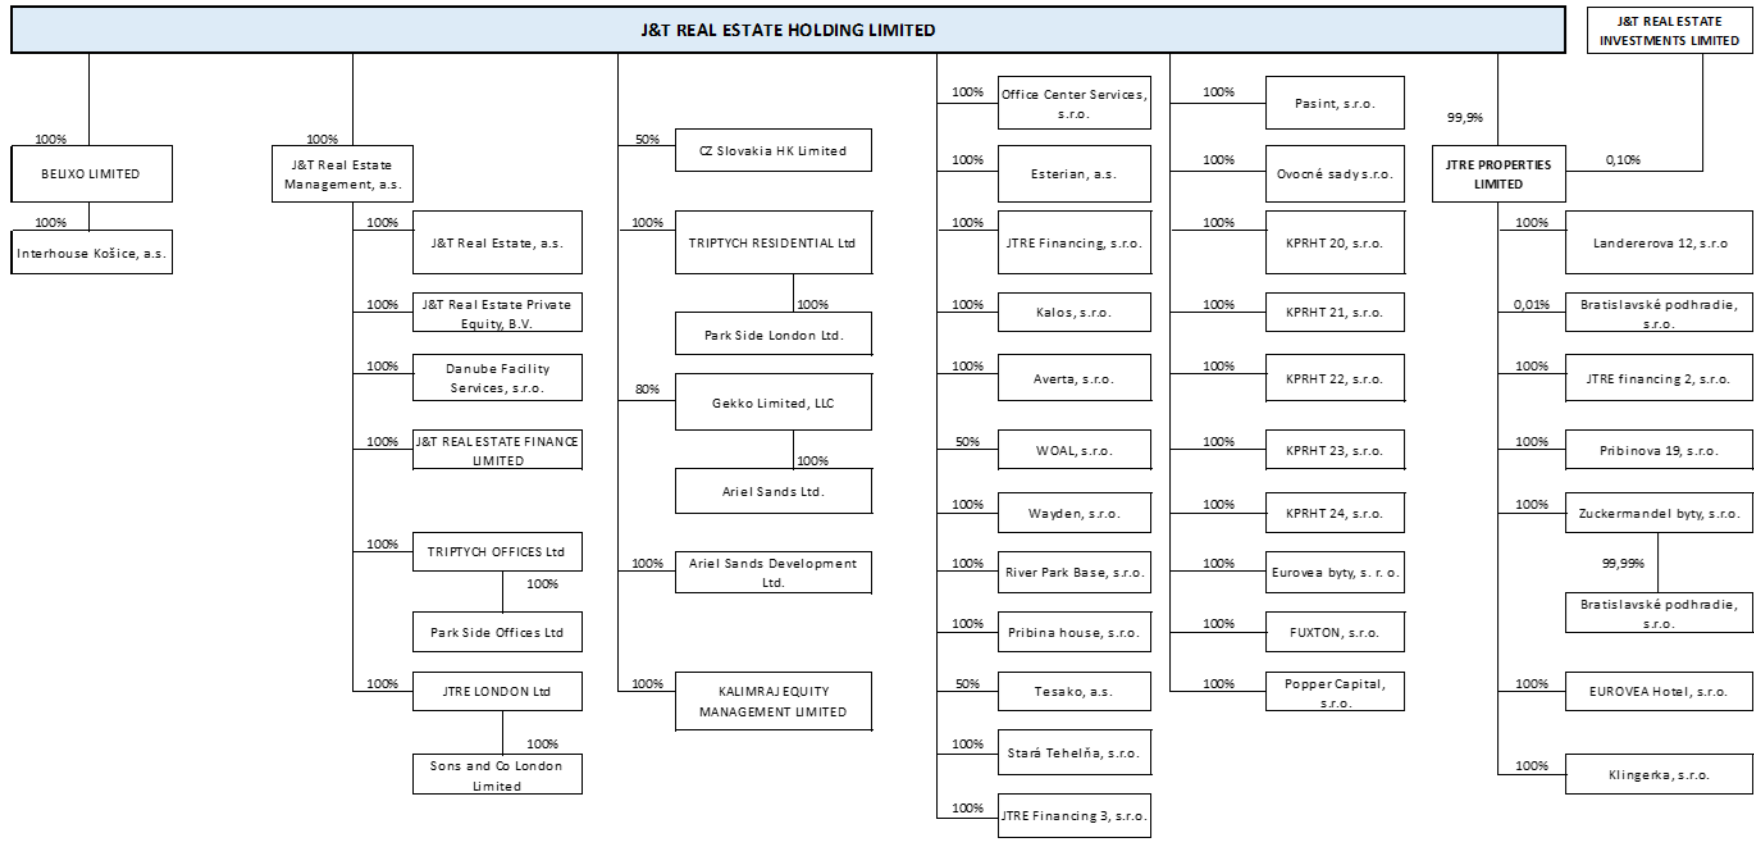 J&T REAL ESTATE HOLDING LIMITED
J&T REAL ESTATE
INVESTMENTS LIMITED
100%
BELIXO LIMITED
100%
Interhouse Košice, a.s.
100%
J&T Real Estate
Management, a.s.
100%
J&T Real Estate, a.s.
100%
J&T Real Estate Private
Equity, B.V.
100%
Danube Facility
Services, s.r.o.
100%
J&T REAL ESTATE FINANCE
LIMITED
100%
TRIPTYCH OFFICES Ltd
100%
Park Side Offices Ltd
100%
JTRE LONDON Ltd
100%
Sons and Co London
Limited
50%
CZ Slovakia HK Limited
100%
TRIPTYCH RESIDENTIAL Ltd
100%
Park Side London Ltd.
80%
Gekko Limited, LLC
100%
Ariel Sands Ltd.
100%
Ariel Sands Development
Ltd.
100%
KALIMRAJ EQUITY
MANAGEMENT LIMITED
100%
Office Center Services,
s.r.o.
100%
Esterian, a.s.
100%
JTRE Financing, s.r.o.
100%
Kalos, s.r.o.
100%
Averta, s.r.o.
50%
WOAL, s.r.o.
100%
Wayden, s.r.o.
100%
River Park Base, s.r.o.
100%
Pribina house, s.r.o.
50%
Tesako, a.s.
100%
Stará Tehelňa, s.r.o.
100%
JTRE Financing 3, s.r.o.
100%
Pasint, s.r.o.
100%
Ovocné sady s.r.o.
100%
KPRHT 20, s.r.o.
100%
KPRHT 21, s.r.o.
100%
KPRHT 22, s.r.o.
100%
KPRHT 23, s.r.o.
100%
KPRHT 24, s.r.o.
100%
Eurovea byty, s. r. o.
100%
FUXTON, s.r.o.
100%
Popper Capital,
s.r.o.
99,9%
0,10%
JTRE PROPERTIES
LIMITED
100%
Landererova 12, s.r.o
0,01%
Bratislavské podhradie,
s.r.o.
100%
JTRE financing 2, s.r.o.
100%
Pribinova 19, s.r.o.
100%
Zuckermandel byty, s.r.o.
99,99%
Bratislavské podhradie,
s.r.o.
100%
EUROVEA Hotel, s.r.o.
100%
Klingerka, s.r.o.